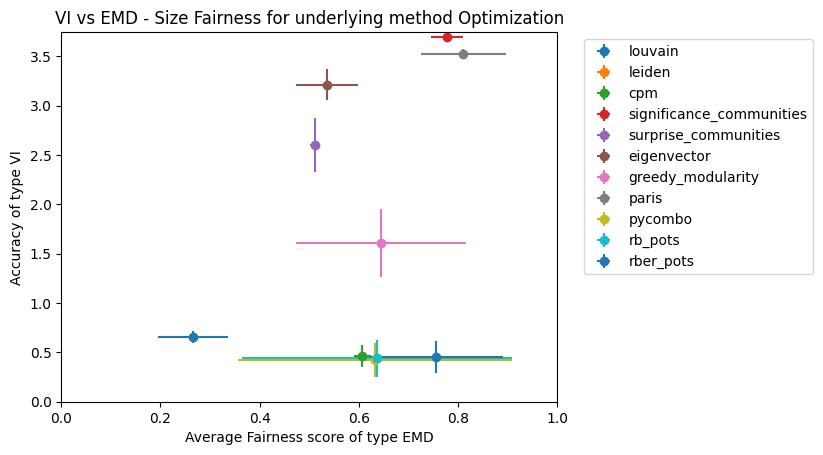 VI vs EMD - Size Fairness for underlying method Optimization
3.5
3.0
2.5
2.0
1.5
1.0
0.5
0.0
Accuracy of type VI
0.0 0.2 0.4 0.6 0.8 1.0
Average Fairness score of type EMD
louvain
leiden
cpm
significance_communities
surprise_communities
eigenvector
greedy_modularity
paris
pycombo
rb_pots
rber_pots